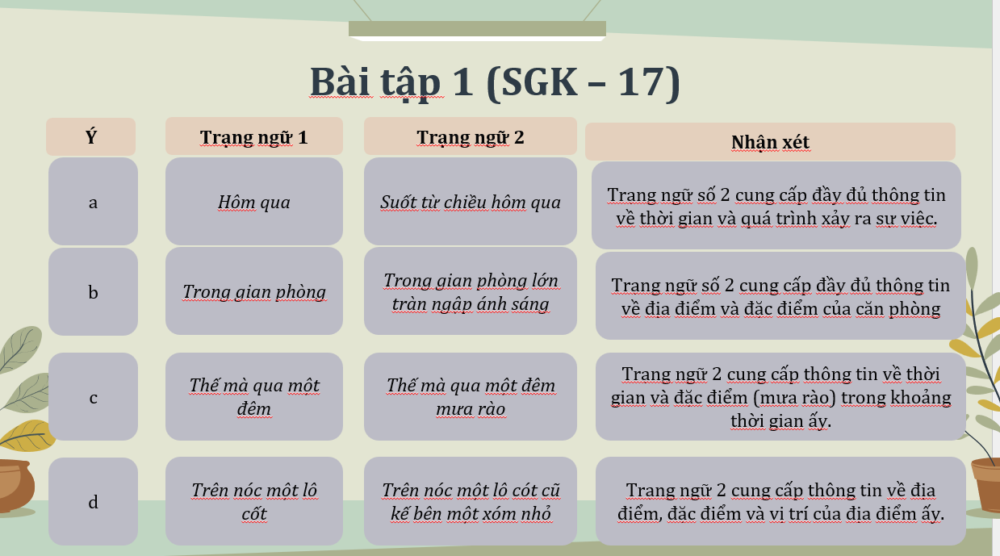 Bài tập 1 (SGK – 17)
Ý
Trạng ngữ 1
Trạng ngữ 2
Nhận xét
a
Hôm qua
Suốt từ chiều hôm qua
Trang ngữ số 2 cung cấp đầy đủ thông tin
về thời gian và quá trình xảy ra sự việc.
b
Trong gian phòng
Trong gian phòng lớn
tràn ngập ánh sáng
Trạng ngữ số 2 cung cấp đầy đủ thông tin
về địa điểm và đặc điểm của căn phòng
c
Thế mà qua một
đêm
Thế mà qua một đêm
mưa rào
Trạng ngữ 2 cung cấp thông tin về thời
gian và đặc điểm (mưa rào) trong khoảng
thời gian ấy.
d
Trên nóc một lô
cốt
Trên nóc một lô cót cũ
kế bên một xóm nhỏ
Trạng ngữ 2 cung cấp thông tin về địa
điểm, đặc điểm và vị trí của địa điểm ấy.